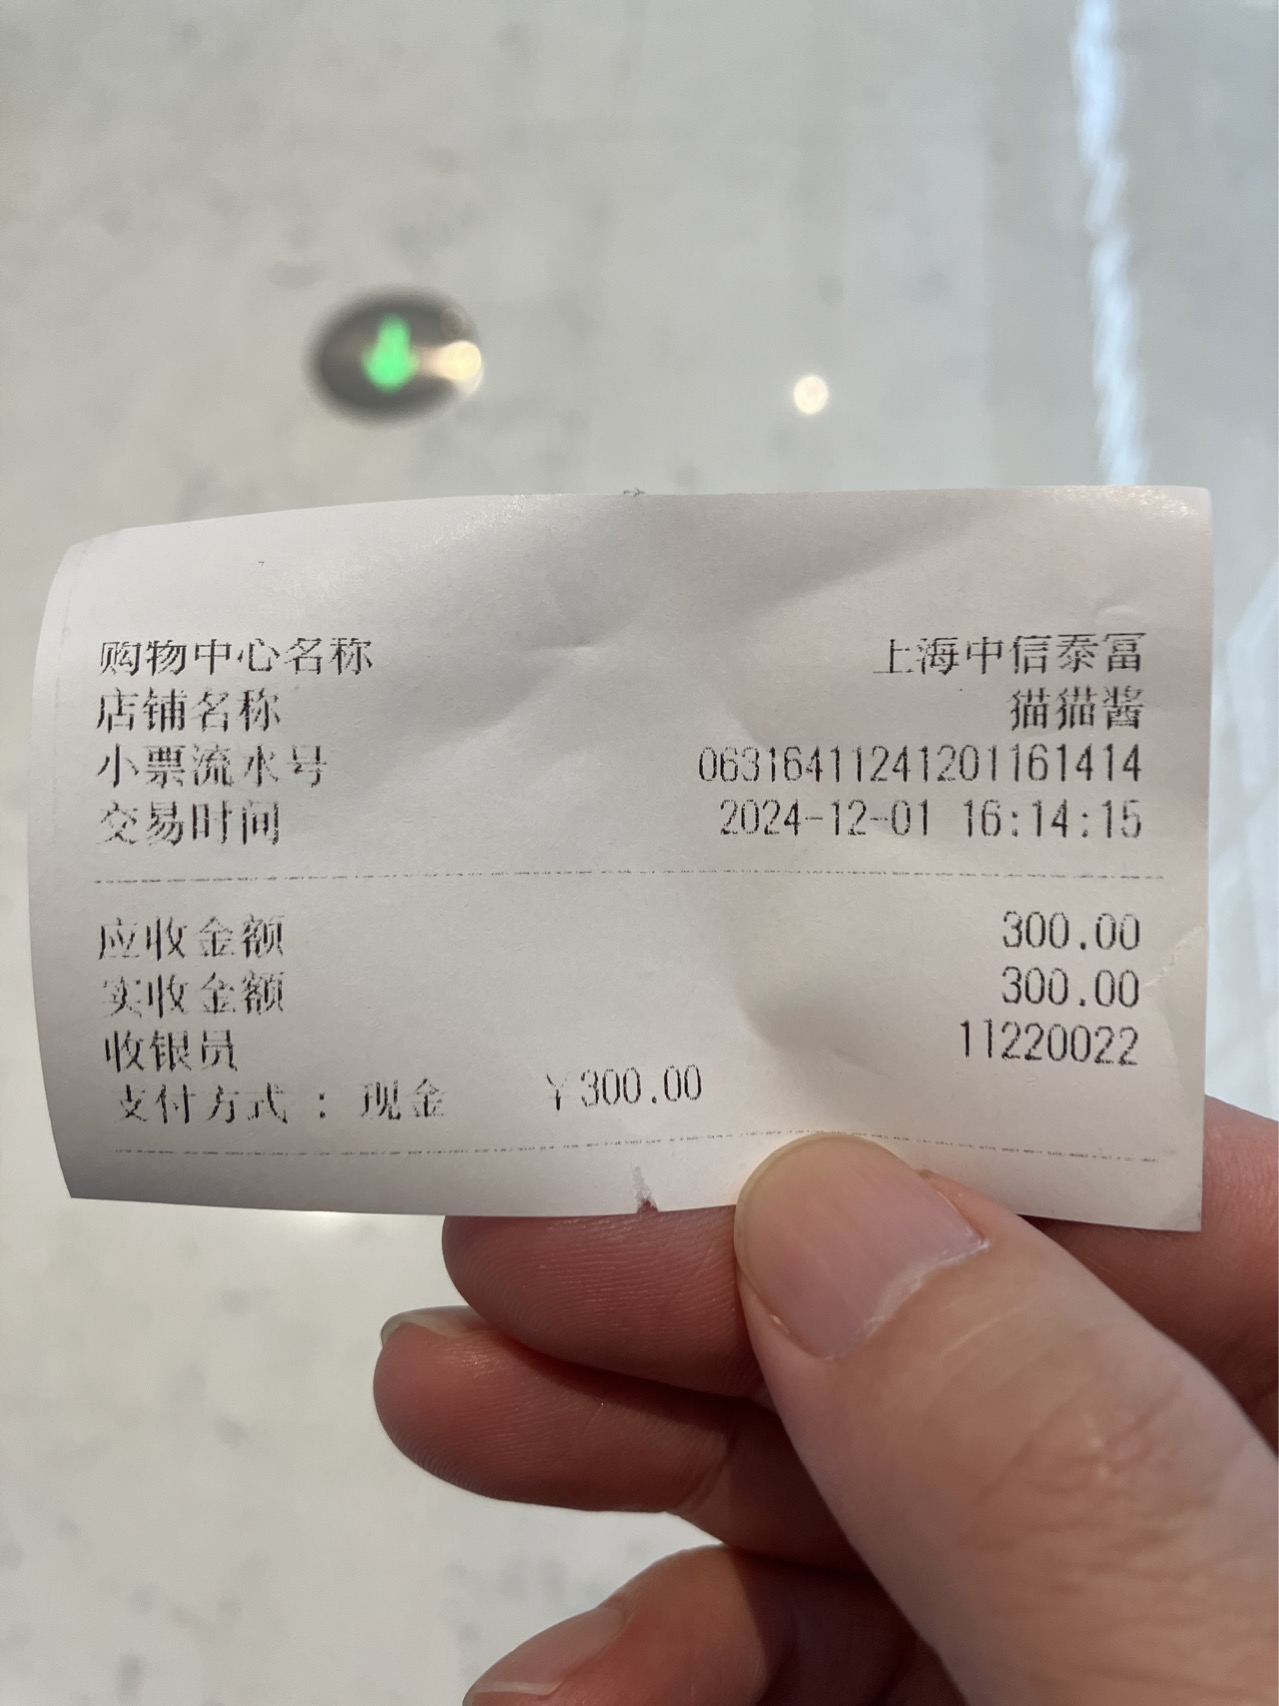 购物中心名称 上海中信泰富
店铺名称 猫猫酱
小票流水号 06316411241201161414
交易时间 2024-12-01 16:14:15
应收金额 300.00
实收金额 300.00
收银员 11220022
支付方式 : 现金 ¥300.00